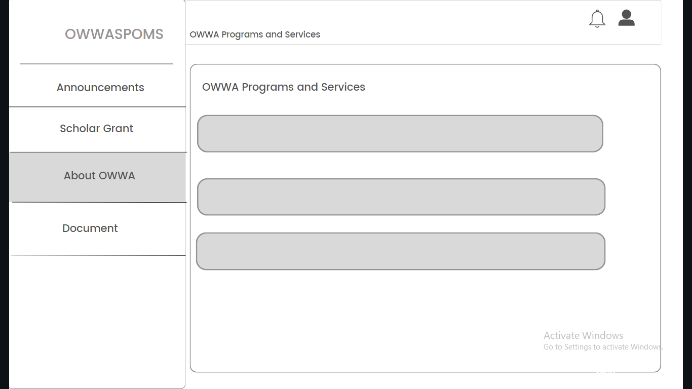 OWWASPOMS
OWWA Programs and Services
Announcements
Scholar Grant
About OWWA
Document
OWWA Programs and Services
Activate Windows
Go to Settings to activate Windows.